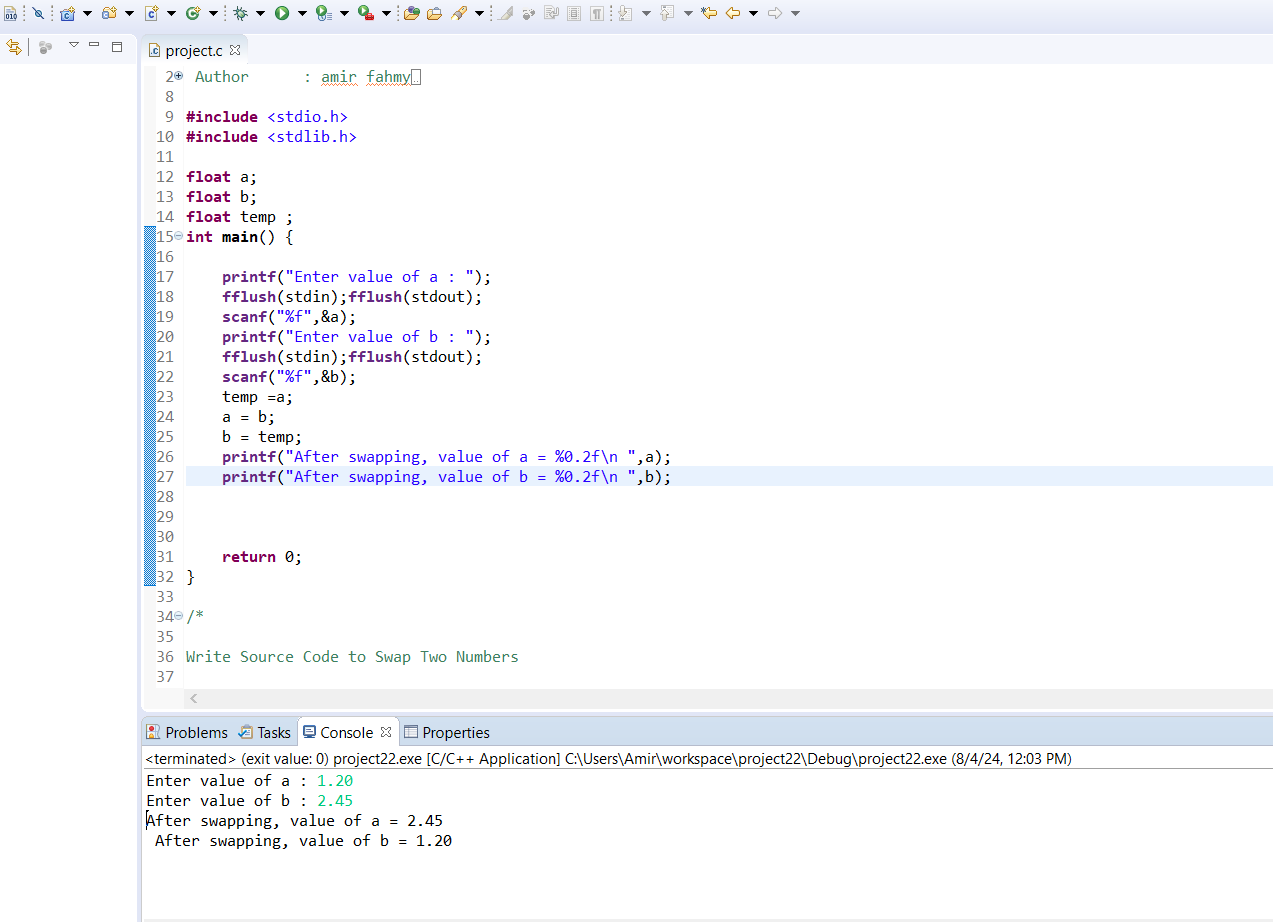 project.c
2 Author      : amir fahmy
8
9 #include <stdio.h>
10 #include <stdlib.h>
11
12 float a;
13 float b;
14 float temp ;
15 int main() {
16
17     printf("Enter value of a : ");
18     fflush(stdin);fflush(stdout);
19     scanf("%f",&a);
20     printf("Enter value of b : ");
21     fflush(stdin);fflush(stdout);
22     scanf("%f",&b);
23     temp =a;
24     a = b;
25     b = temp;
26     printf("After swapping, value of a = %0.2f\n ",a);
27     printf("After swapping, value of b = %0.2f\n ",b);
28
29
30
31     return 0;
32 }
33
34 /*
35
36 Write Source Code to Swap Two Numbers
37
Problems Tasks Console Properties
<terminated> (exit value: 0) project22.exe [C/C++ Application] C:\Users\Amir\workspace\project22\Debug\project22.exe (8/4/24, 12:03 PM)
Enter value of a : 1.20
Enter value of b : 2.45
After swapping, value of a = 2.45
 After swapping, value of b = 1.20